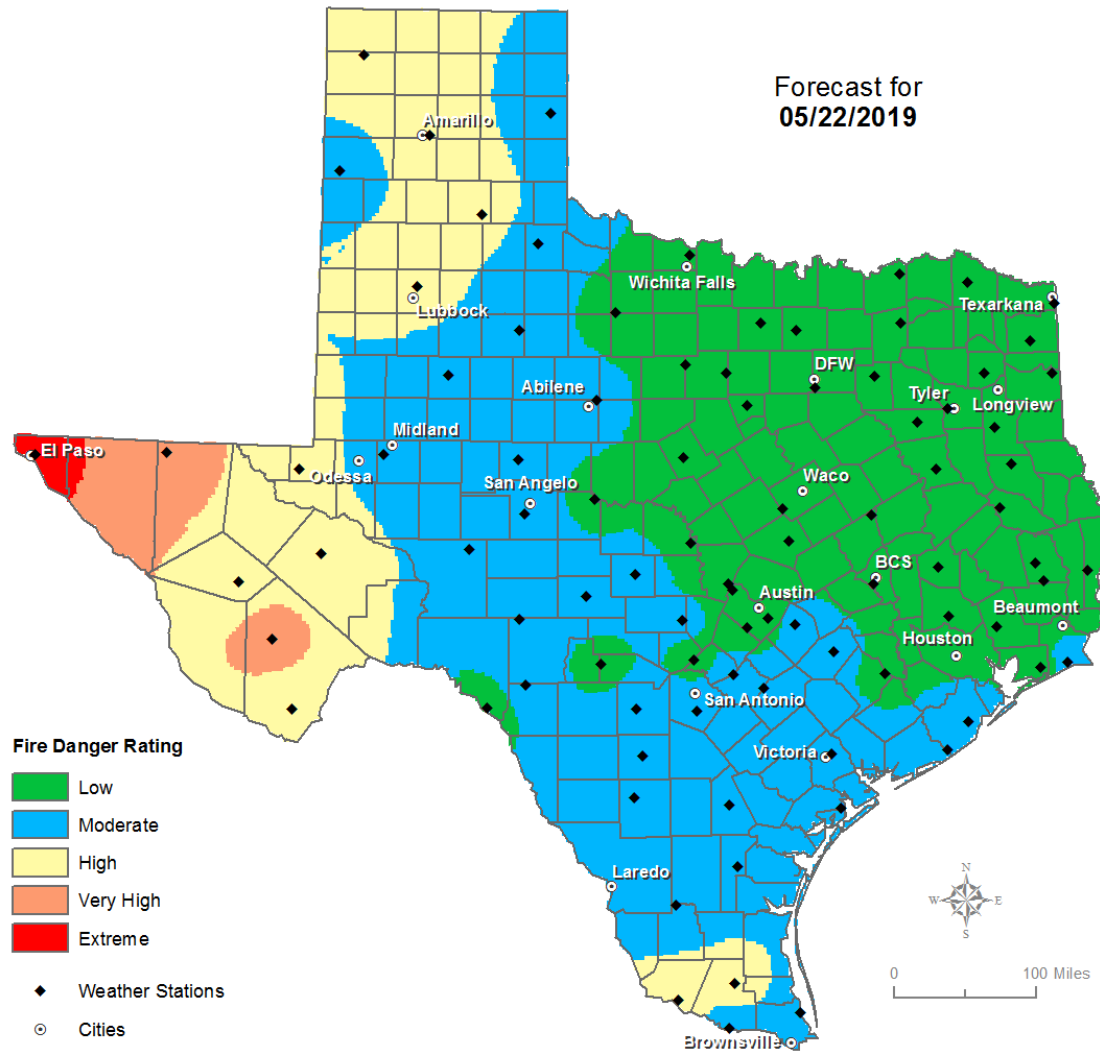 Forecast for
05/22/2019
Amarillo
Wichita Falls
Texarkana
Lubbock
DFW
Abilene
Tyler
Longview
Midland
El Paso
Odessa
Waco
San Angelo
BCS
Austin
Beaumont
Houston
San Antonio
Victoria
Fire Danger Rating
Low
Moderate
High
Very High
Extreme
Laredo
N
W
E
S
0
100 Miles
Weather Stations
Cities
Brownsville